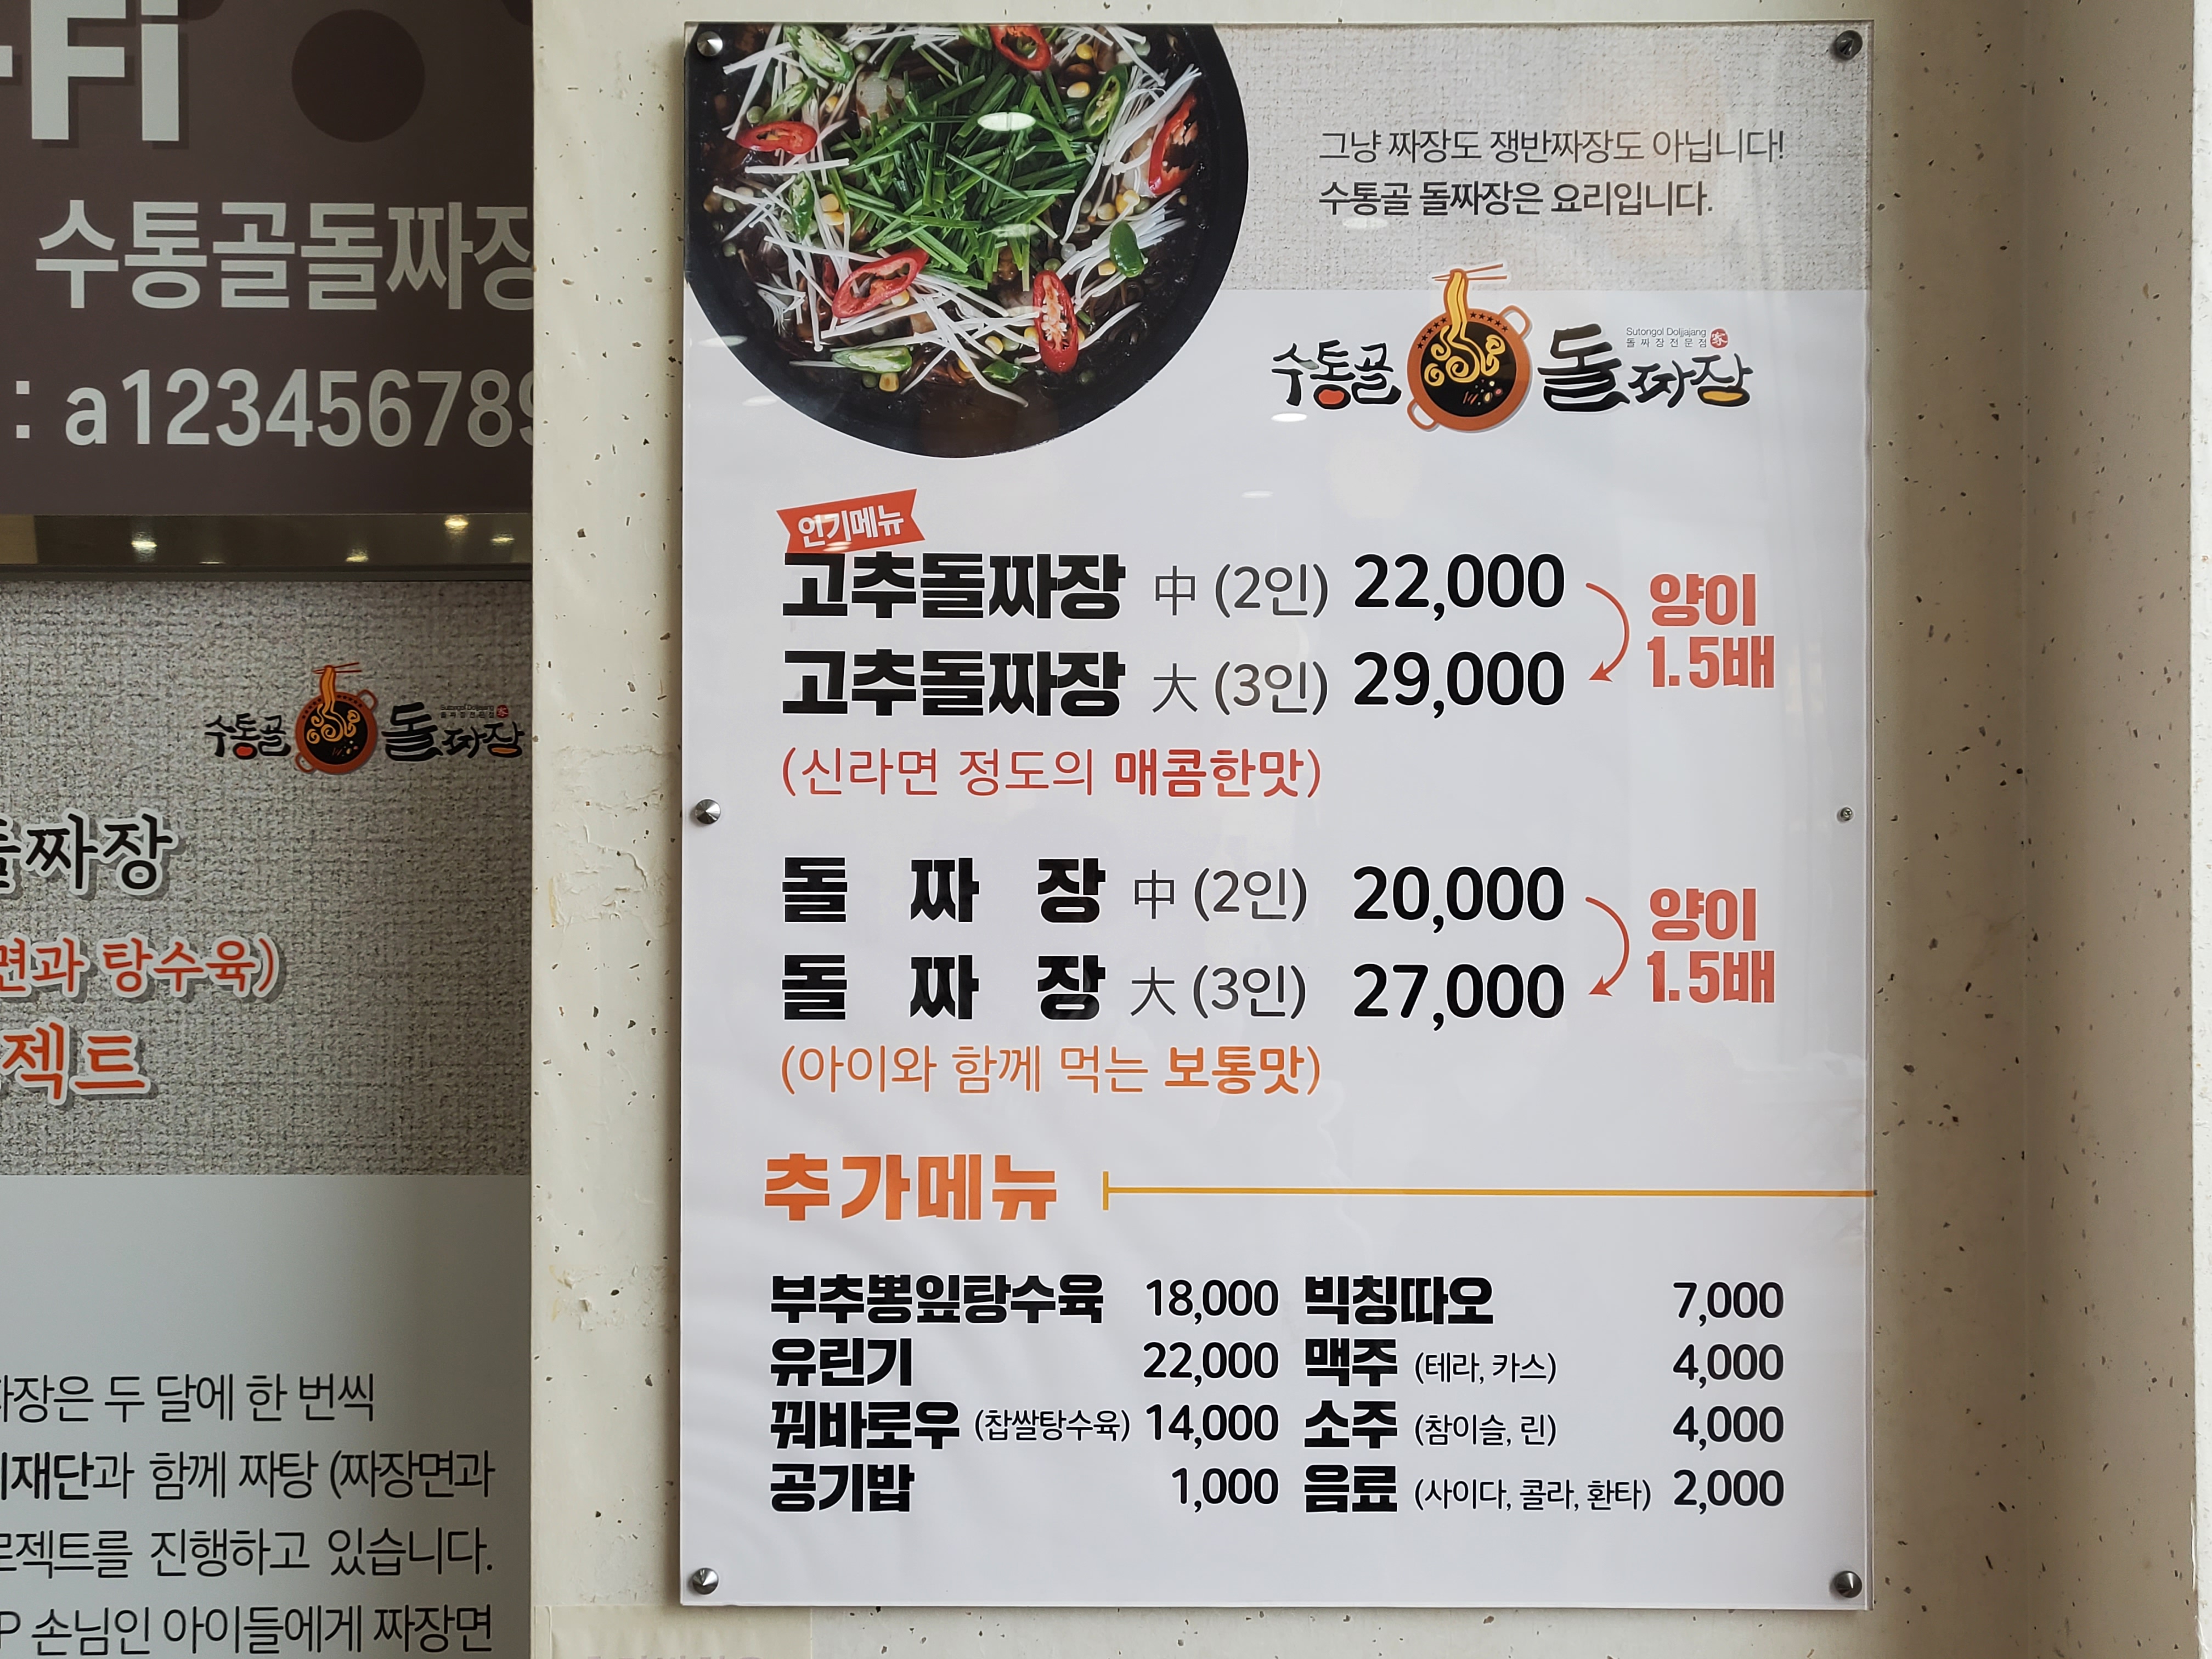 Fi
수통골돌짜장
: a123456789
수통골 돌짜장
Sutongol Doljjajang
돌짜장전문점
돌짜장
면과 탕수육)
젝트
짜장은 두 달에 한 번씩
재단과 함께 짜탕 (짜장면과
로젝트를 진행하고 있습니다.
P 손님인 아이들에게 짜장면
그냥 짜장도 쟁반짜장도 아닙니다!
수통골 돌짜장은 요리입니다.
수통골 돌짜장
Sutongol Doljjajang
돌짜장전문점
인기메뉴
고추돌짜장 中 (2인) 22,000
고추돌짜장 大 (3인) 29,000
양이
1.5배
(신라면 정도의 매콤한맛)
돌 짜 장 中 (2인) 20,000
돌 짜 장 大 (3인) 27,000
양이
1.5배
(아이와 함께 먹는 보통맛)
추가메뉴
부추뽕잎탕수육 18,000 빅칭따오 7,000
유린기 22,000 맥주 (테라, 카스) 4,000
꿔바로우 (찹쌀탕수육) 14,000 소주 (참이슬, 린) 4,000
공기밥 1,000 음료 (사이다, 콜라, 환타) 2,000